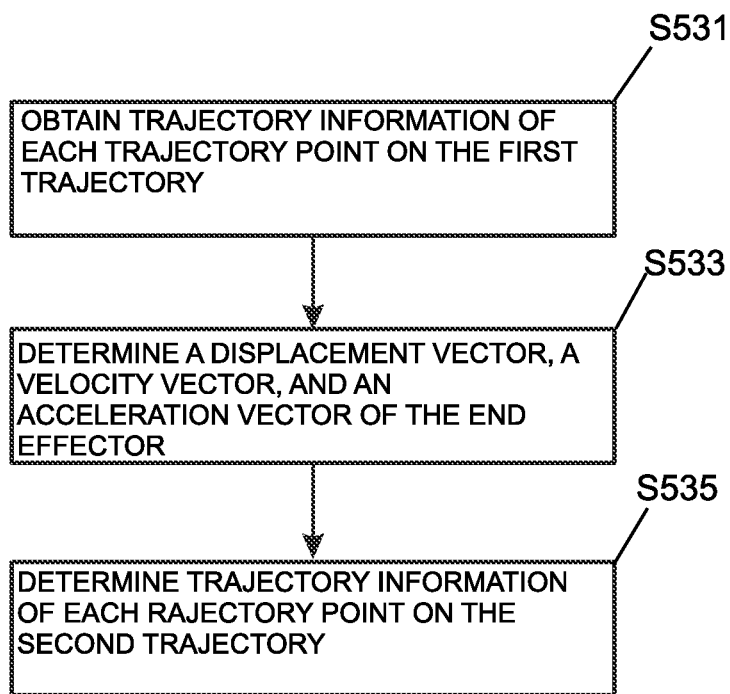 S531
OBTAIN TRAJECTORY INFORMATION OF
EACH TRAJECTORY POINT ON THE FIRST
TRAJECTORY
S533
DETERMINE A DISPLACEMENT VECTOR, A
VELOCITY VECTOR, AND AN
ACCELERATION VECTOR OF THE END
EFFECTOR
S535
DETERMINE TRAJECTORY INFORMATION
OF EACH RAJECTORY POINT ON THE
SECOND TRAJECTORY